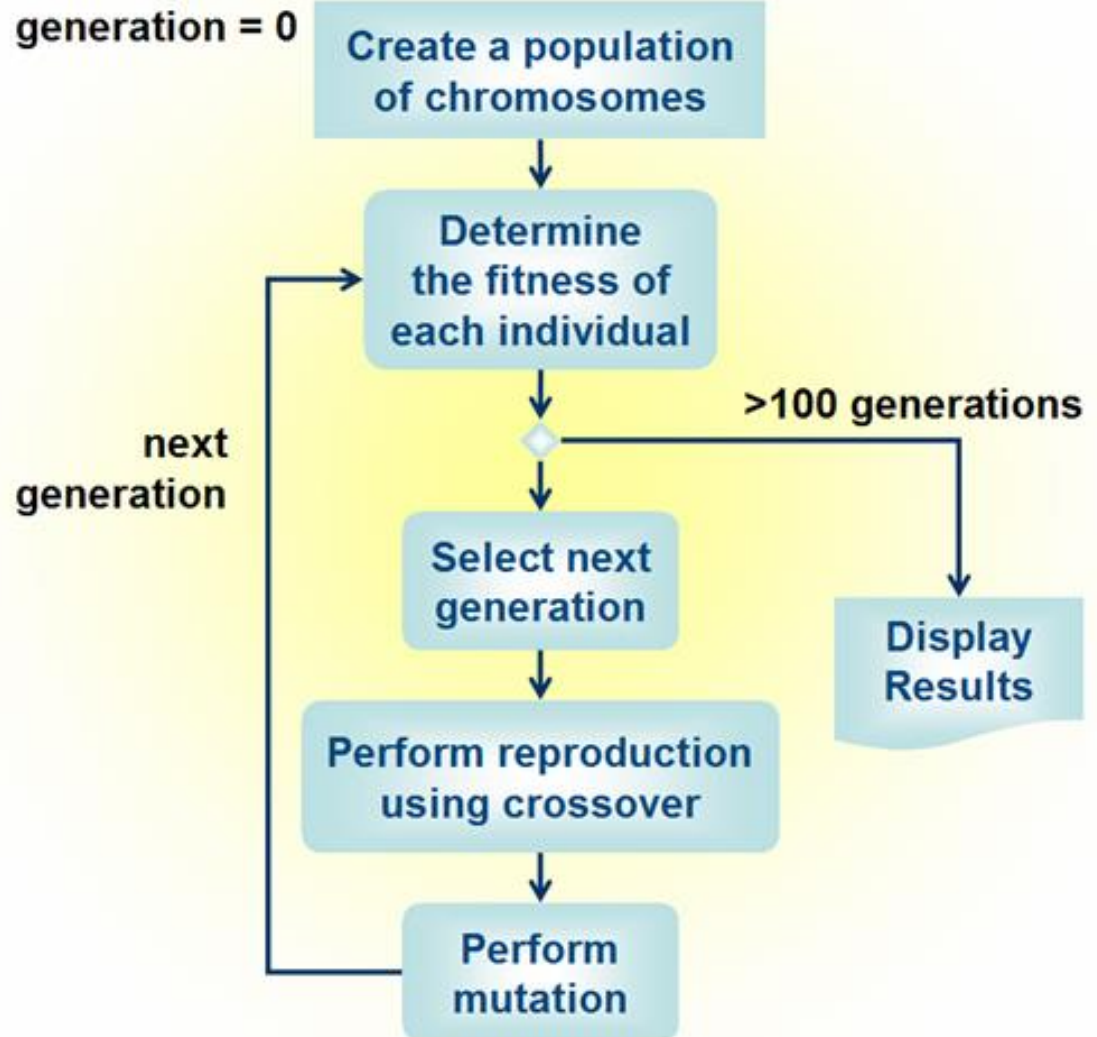 generation = 0
Create a population
of chromosomes
Determine
the fitness of
each individual
>100 generations
next
generation
Select next
generation
Display
Results
Perform reproduction
using crossover
Perform
mutation